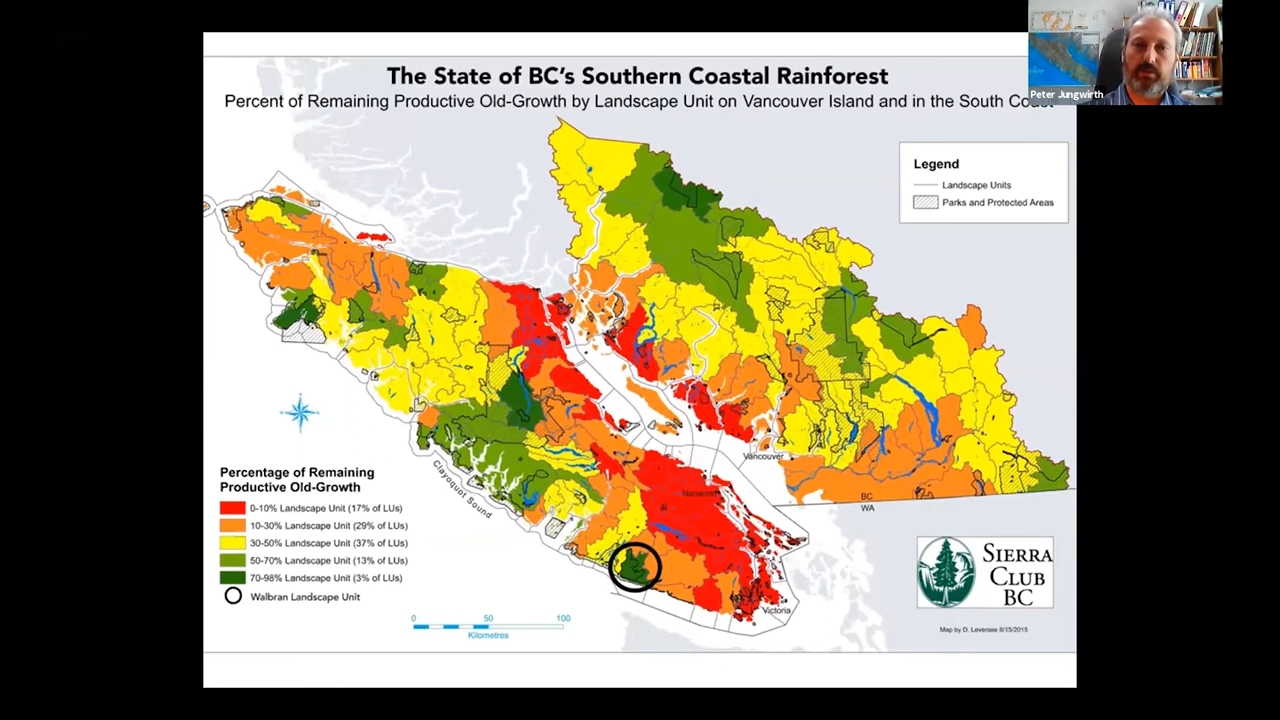 The State of BC's Southern Coastal Rainforest
Percent of Remaining Productive Old-Growth by Landscape Unit on Vancouver Island and in the South
Peter Jungwirth
Legend
Landscape Units
Parks and Protected Areas
Clayoquot Sound
Vancouver
Nanaimo
BC
WA
Victoria
Percentage of Remaining
Productive Old-Growth
0-10% Landscape Unit (17% of LUs)
10-30% Landscape Unit (29% of LUs)
30-50% Landscape Unit (37% of LUs)
50-70% Landscape Unit (13% of LUs)
70-98% Landscape Unit (3% of LUs)
Walbran Landscape Unit
0 50 100
Kilometres
SIERRA
CLUB
BC
Map by D. Leversee 8/15/2015